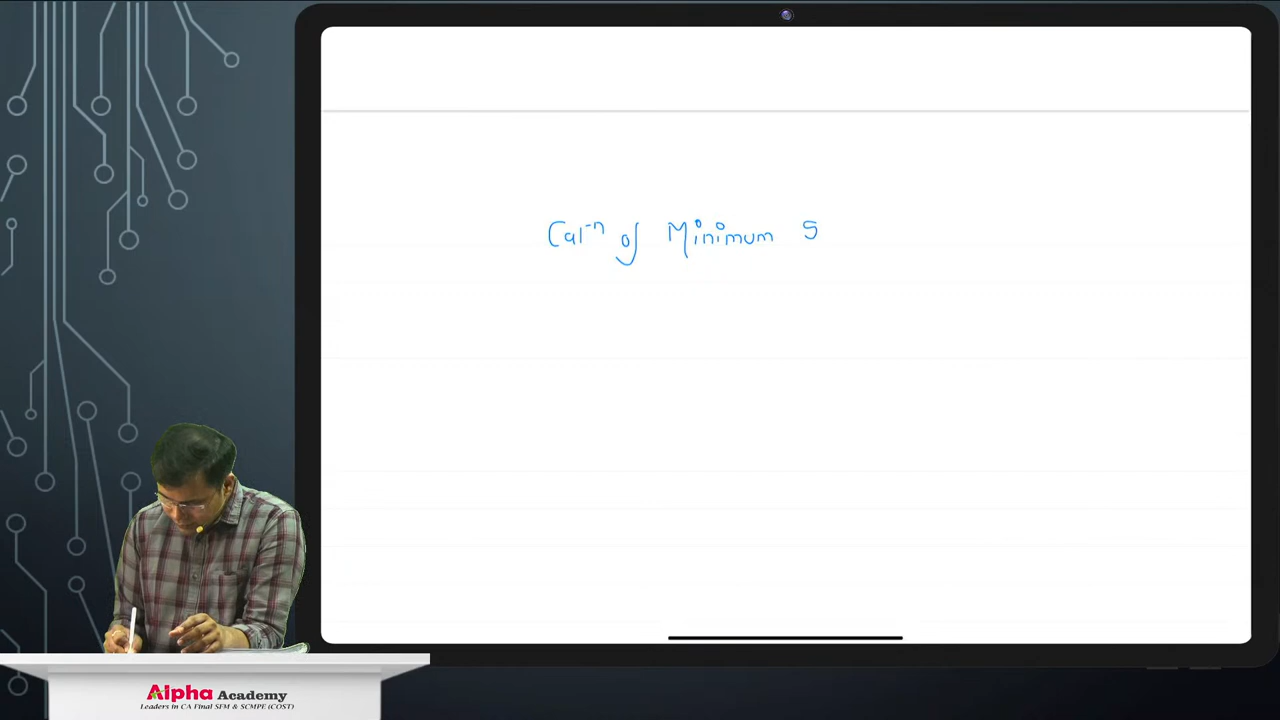 Cal⁻ⁿ of Minimum S
Alpha Academy
Leaders in CA Final SFM & SCMPE (COST)